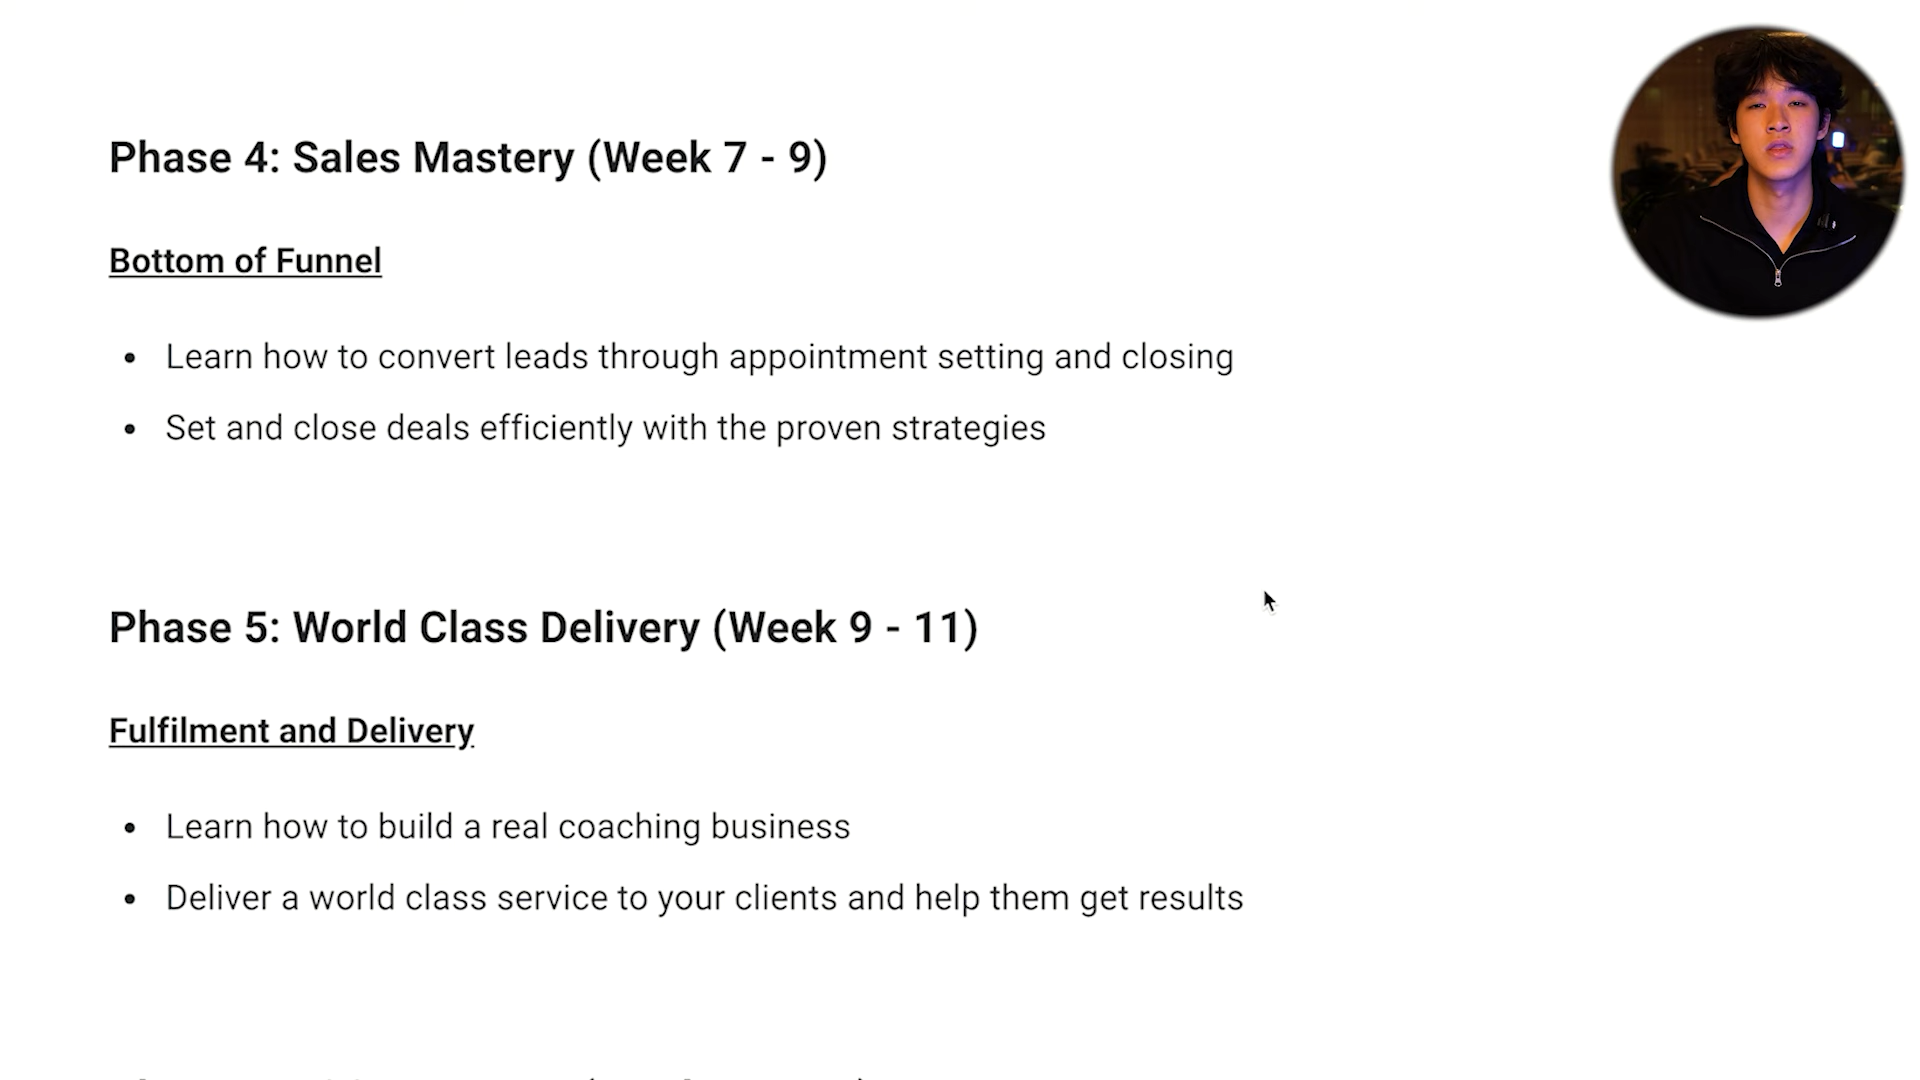 Phase 4: Sales Mastery (Week 7 - 9)
Bottom of Funnel
• Learn how to convert leads through appointment setting and closing
• Set and close deals efficiently with the proven strategies
Phase 5: World Class Delivery (Week 9 - 11)
Fulfilment and Delivery
• Learn how to build a real coaching business
• Deliver a world class service to your clients and help them get results